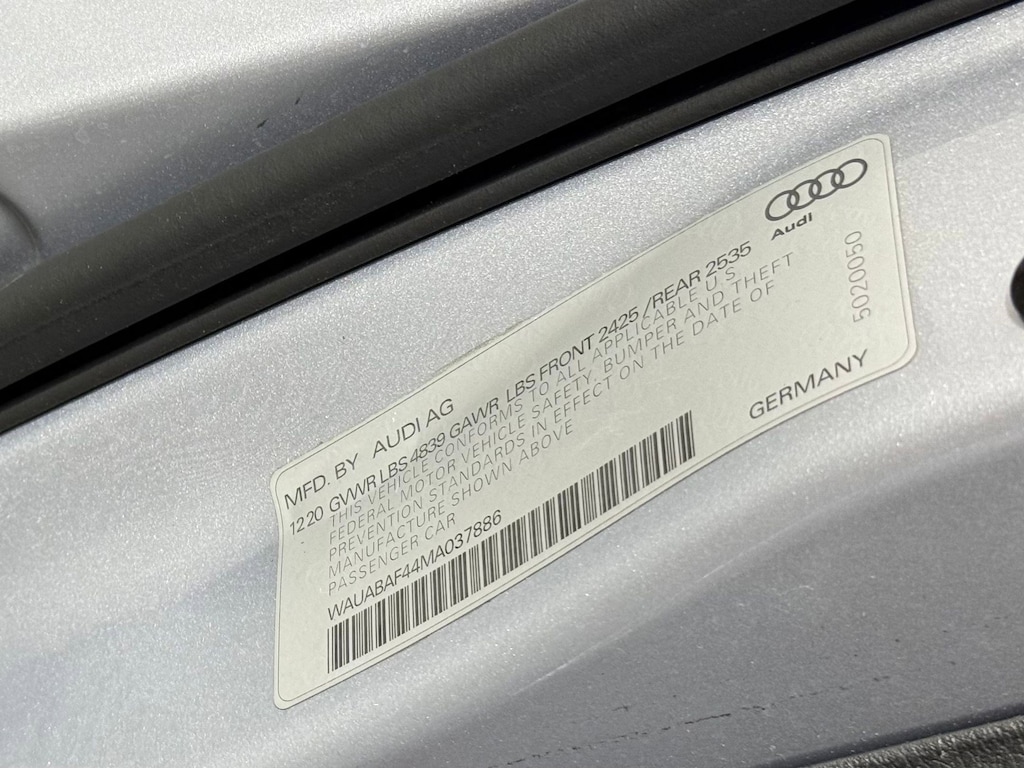 Audi
MFD. BY AUDI AG
1220 GVWR LBS 4839 GAWR LBS FRONT 2425/REAR 2535
THIS VEHICLE CONFORMS TO ALL APPLICABLE U.S.
FEDERAL MOTOR VEHICLE SAFETY, BUMPER AND THEFT
PREVENTION STANDARDS IN EFFECT ON THE DATE OF
MANUFACTURE SHOWN ABOVE
PASSENGER CAR
WAUABAF44MA037886
GERMANY
5020050